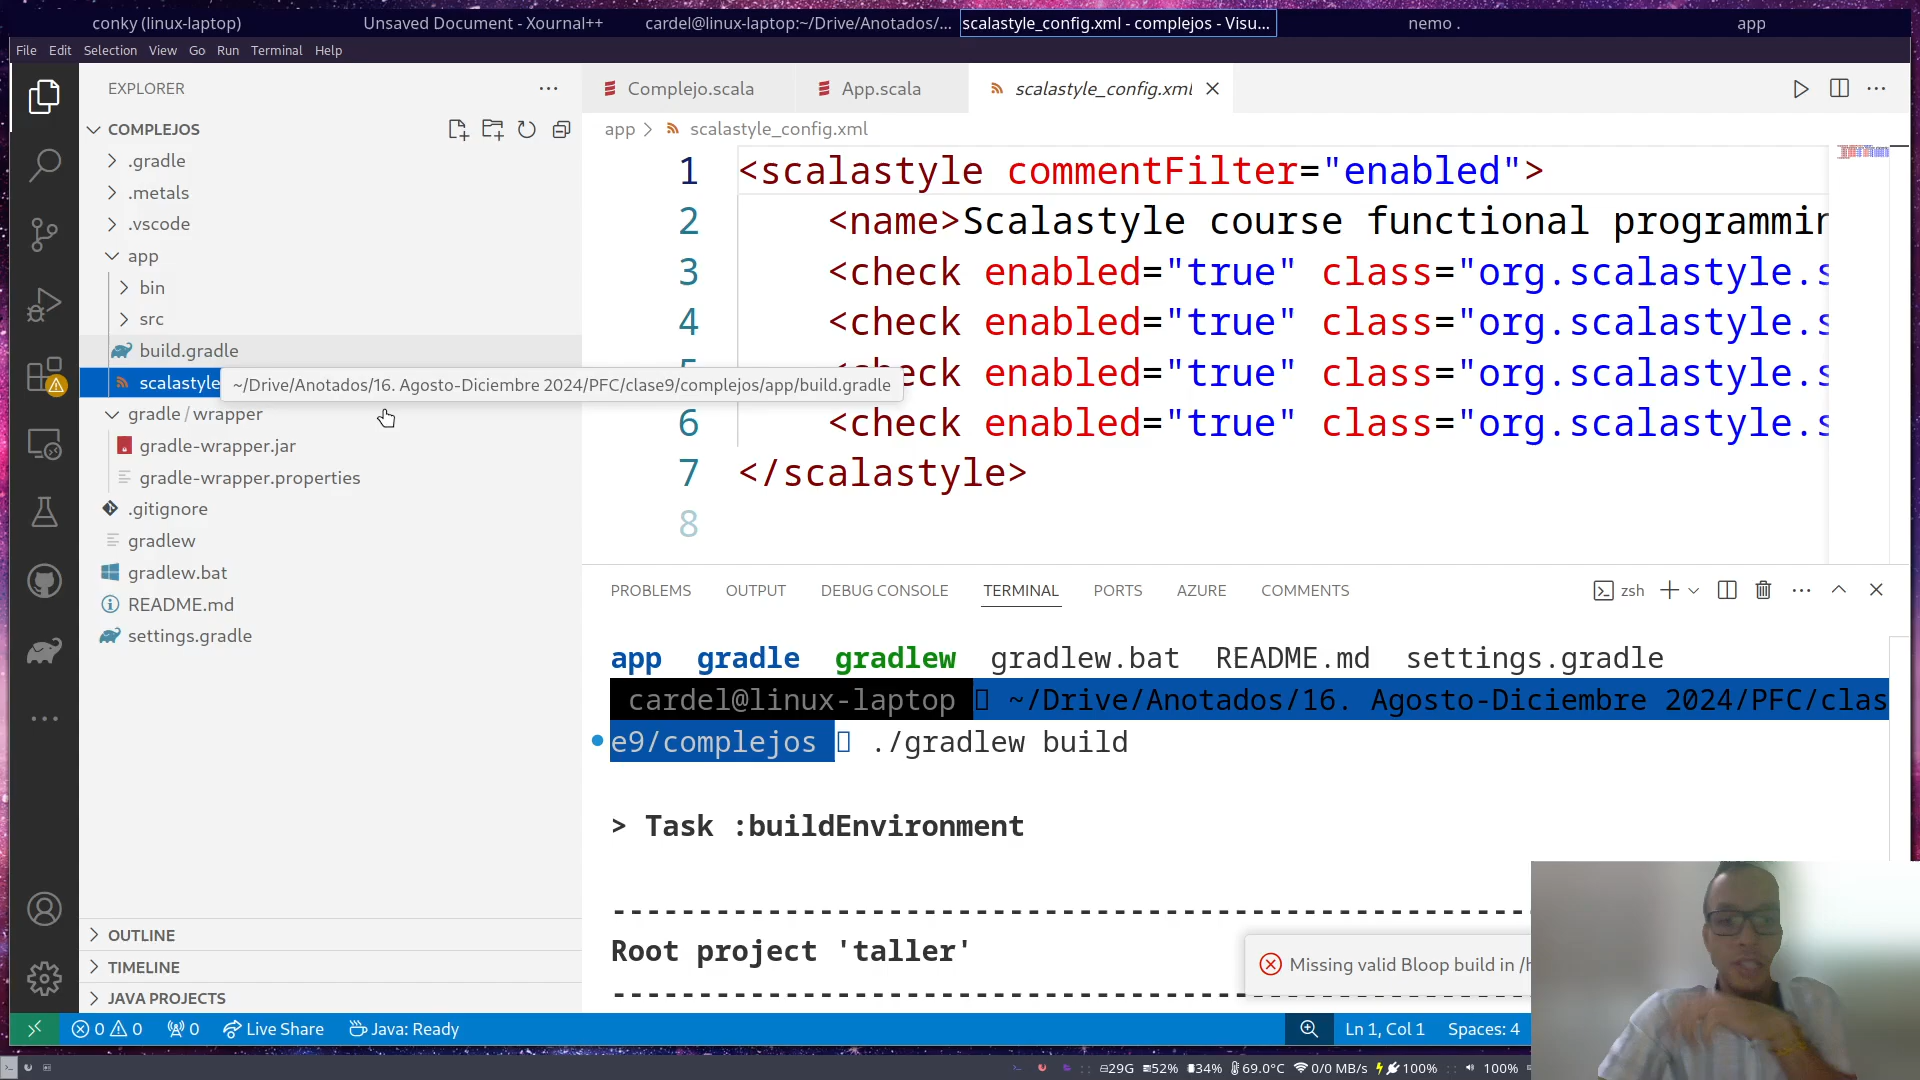 conky (linux-laptop)
Unsaved Document - Xournal++
cardel@linux-laptop:~/Drive/Anotados/...
scalastyle_config.xml - complejos - Visu...
nemo .
app
File Edit Selection View Go Run Terminal Help
EXPLORER
COMPLEJOS
.gradle
.metals
.vscode
app
bin
src
build.gradle
scalastyle
~/Drive/Anotados/16. Agosto-Diciembre 2024/PFC/clase9/complejos/app/build.gradle
gradle/wrapper
gradle-wrapper.jar
gradle-wrapper.properties
.gitignore
gradlew
gradlew.bat
README.md
settings.gradle
OUTLINE
TIMELINE
JAVA PROJECTS
Complejo.scala
App.scala
scalastyle_config.xml
app > scalastyle_config.xml
1 <scalastyle commentFilter="enabled">
2 <name>Scalastyle course functional programmin
3 <check enabled="true" class="org.scalastyle.s
4 <check enabled="true" class="org.scalastyle.s
check enabled="true" class="org.scalastyle.s
6 <check enabled="true" class="org.scalastyle.s
7 </scalastyle>
8
PROBLEMS OUTPUT DEBUG CONSOLE TERMINAL PORTS AZURE COMMENTS
zsh
app gradle gradlew gradlew.bat README.md settings.gradle
cardel@linux-laptop ~/Drive/Anotados/16. Agosto-Diciembre 2024/PFC/clas
e9/complejos ./gradlew build
> Task :buildEnvironment
------------------------------------------------------
Root project 'taller'
------------------------------------------------------
Missing valid Bloop build in /h
0 0 0 Live Share Java: Ready
Ln 1, Col 1 Spaces: 4
29G 52% 34% 69.0°C 0/0 MB/s 100% 100%